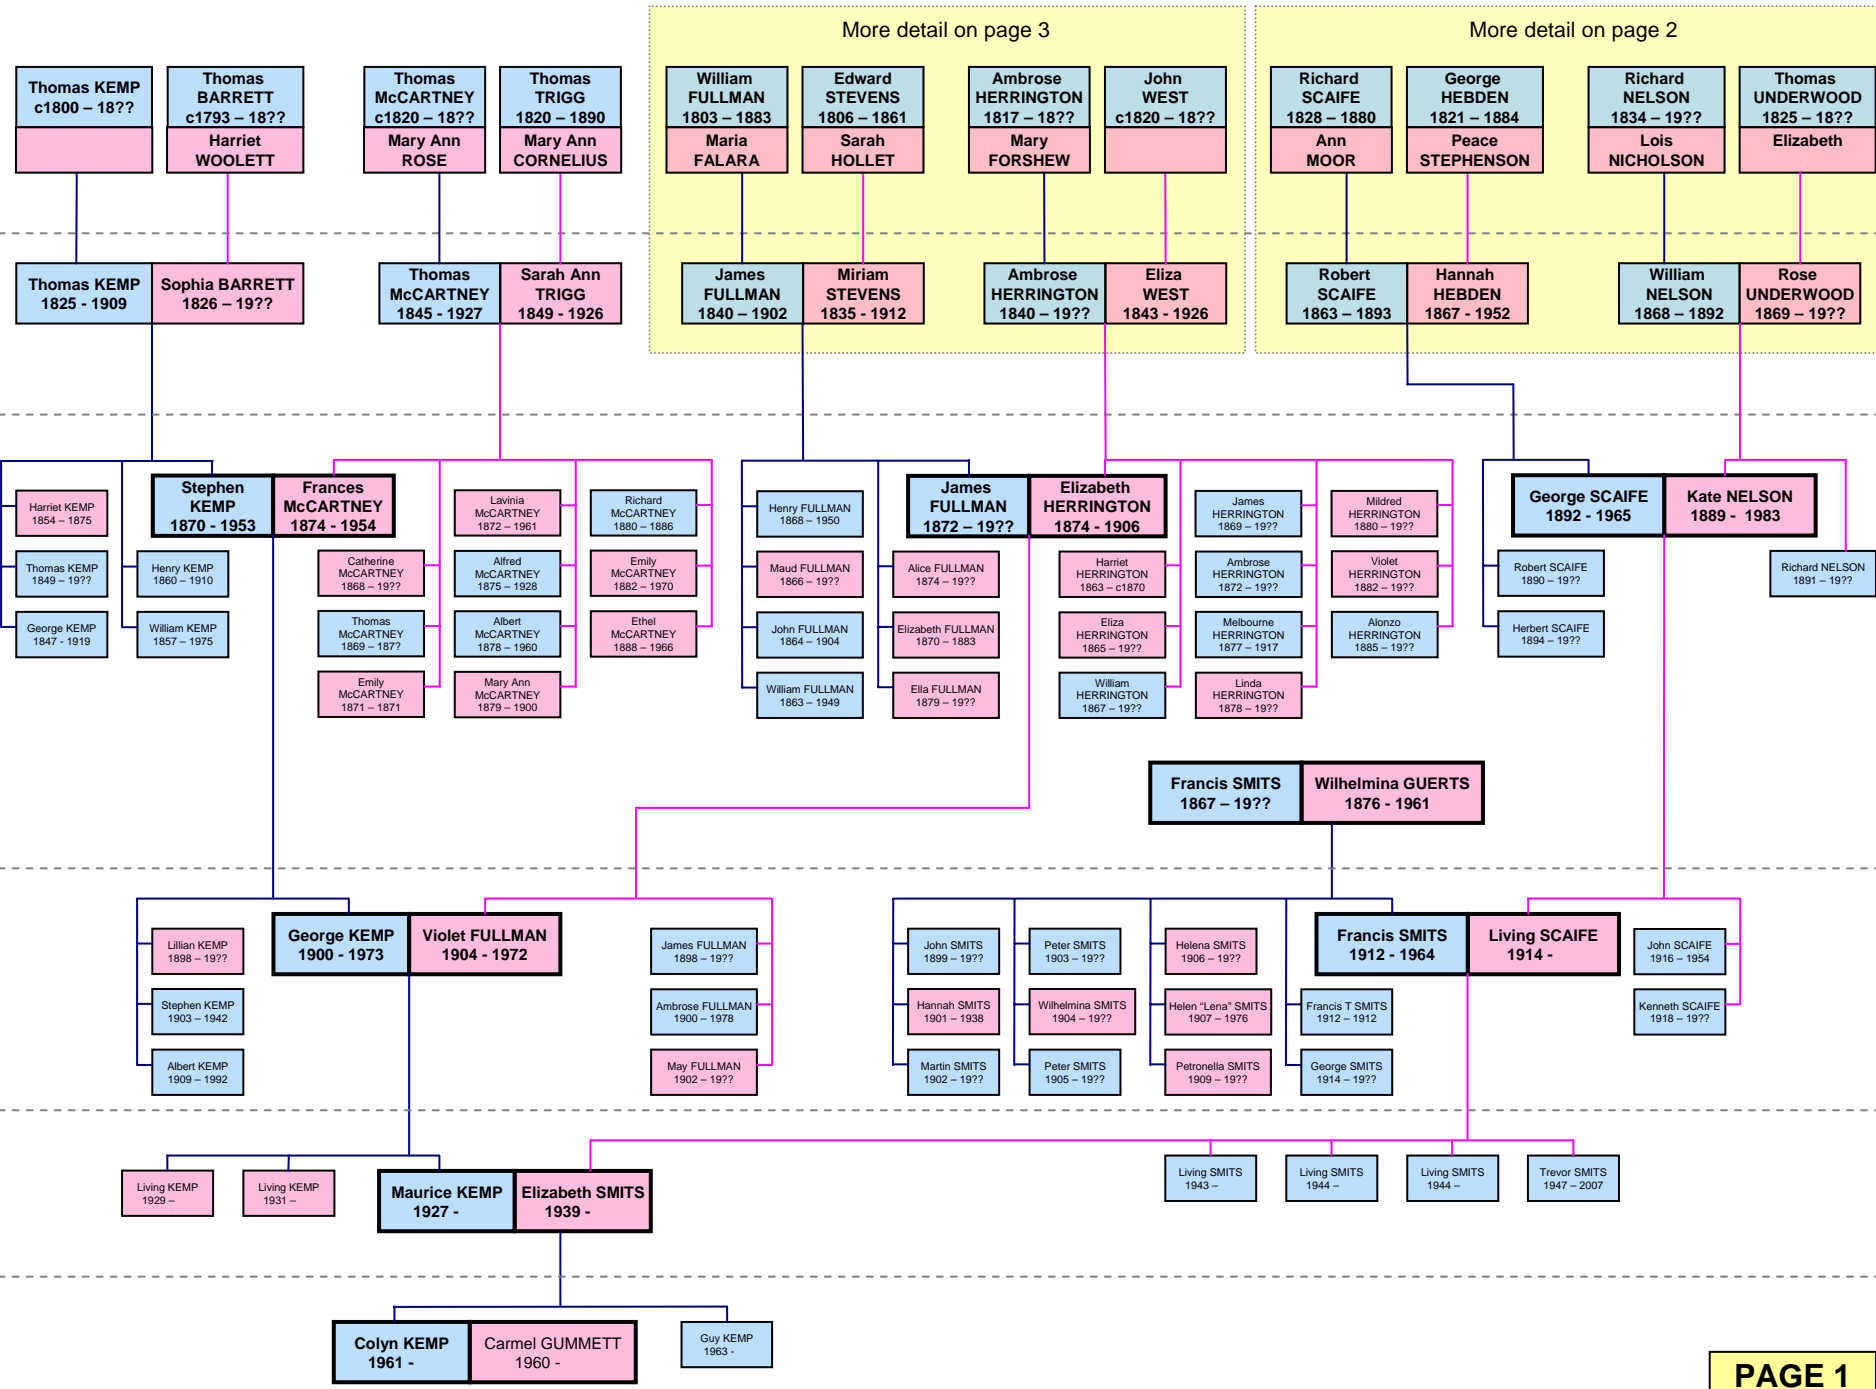 More detail on page 3
More detail on page 2
Thomas KEMP
c1800 – 18??
Thomas
BARRETT
c1793 – 18??
Harriet
WOOLETT
Thomas
McCARTNEY
c1820 – 18??
Mary Ann
ROSE
Thomas
TRIGG
1820 – 1890
Mary Ann
CORNELIUS
William
FULLMAN
1803 – 1883
Maria
FALARA
Edward
STEVENS
1806 – 1861
Sarah
HOLLET
Ambrose
HERRINGTON
1817 – 18??
Mary
FORSHEW
John
WEST
c1820 – 18??
Richard
SCAIFE
1828 – 1880
Ann
MOOR
George
HEBDEN
1821 – 1884
Peace
STEPHENSON
Richard
NELSON
1834 – 19??
Lois
NICHOLSON
Thomas
UNDERWOOD
1825 – 18??
Elizabeth
Thomas KEMP
1825 - 1909
Sophia BARRETT
1826 – 19??
Thomas
McCARTNEY
1845 - 1927
Sarah Ann
TRIGG
1849 - 1926
James
FULLMAN
1840 – 1902
Miriam
STEVENS
1835 - 1912
Ambrose
HERRINGTON
1840 – 19??
Eliza
WEST
1843 - 1926
Robert
SCAIFE
1863 – 1893
Hannah
HEBDEN
1867 - 1952
William
NELSON
1868 – 1892
Rose
UNDERWOOD
1869 – 19??
Harriet KEMP
1854 – 1875
Thomas KEMP
1849 – 19??
George KEMP
1847 - 1919
Henry KEMP
1860 – 1910
William KEMP
1857 – 1975
Stephen
KEMP
1870 - 1953
Frances
McCARTNEY
1874 - 1954
Catherine
McCARTNEY
1868 – 19??
Thomas
McCARTNEY
1869 – 187?
Emily
McCARTNEY
1871 – 1871
Lavinia
McCARTNEY
1872 – 1961
Alfred
McCARTNEY
1875 – 1928
Albert
McCARTNEY
1878 – 1960
Mary Ann
McCARTNEY
1879 – 1900
Richard
McCARTNEY
1880 – 1886
Emily
McCARTNEY
1882 – 1970
Ethel
McCARTNEY
1888 – 1966
Henry FULLMAN
1868 – 1950
Maud FULLMAN
1866 – 19??
John FULLMAN
1864 – 1904
William FULLMAN
1863 – 1949
James
FULLMAN
1872 – 19??
Elizabeth
HERRINGTON
1874 - 1906
Alice FULLMAN
1874 – 19??
Elizabeth FULLMAN
1870 – 1883
Ella FULLMAN
1879 – 19??
Harriet
HERRINGTON
1863 – c1870
Eliza
HERRINGTON
1865 – 19??
William
HERRINGTON
1867 – 19??
James
HERRINGTON
1869 – 19??
Ambrose
HERRINGTON
1872 – 19??
Melbourne
HERRINGTON
1877 – 1917
Linda
HERRINGTON
1878 – 19??
Mildred
HERRINGTON
1880 – 19??
Violet
HERRINGTON
1882 – 19??
Alonzo
HERRINGTON
1885 – 19??
George SCAIFE
1892 - 1965
Kate NELSON
1889 - 1983
Robert SCAIFE
1890 – 19??
Herbert SCAIFE
1894 – 19??
Richard NELSON
1891 – 19??
Francis SMITS
1867 – 19??
Wilhelmina GUERTS
1876 - 1961
Lillian KEMP
1898 – 19??
Stephen KEMP
1903 – 1942
Albert KEMP
1909 – 1992
George KEMP
1900 - 1973
Violet FULLMAN
1904 - 1972
James FULLMAN
1898 – 19??
Ambrose FULLMAN
1900 – 1978
May FULLMAN
1902 – 19??
John SMITS
1899 – 19??
Hannah SMITS
1901 – 1938
Martin SMITS
1902 – 19??
Peter SMITS
1903 – 19??
Wilhelmina SMITS
1904 – 19??
Peter SMITS
1905 – 19??
Helena SMITS
1906 – 19??
Helen “Lena” SMITS
1907 – 1976
Petronella SMITS
1909 – 19??
Francis SMITS
1912 - 1964
Living SCAIFE
1914 -
Francis T SMITS
1912 – 1912
George SMITS
1914 – 19??
John SCAIFE
1916 – 1954
Kenneth SCAIFE
1918 – 19??
Living KEMP
1929 –
Living KEMP
1931 –
Maurice KEMP
1927 -
Elizabeth SMITS
1939 -
Living SMITS
1943 –
Living SMITS
1944 –
Living SMITS
1944 –
Trevor SMITS
1947 – 2007
Colyn KEMP
1961 -
Carmel GUMMETT
1960 -
Guy KEMP
1963 -
PAGE 1